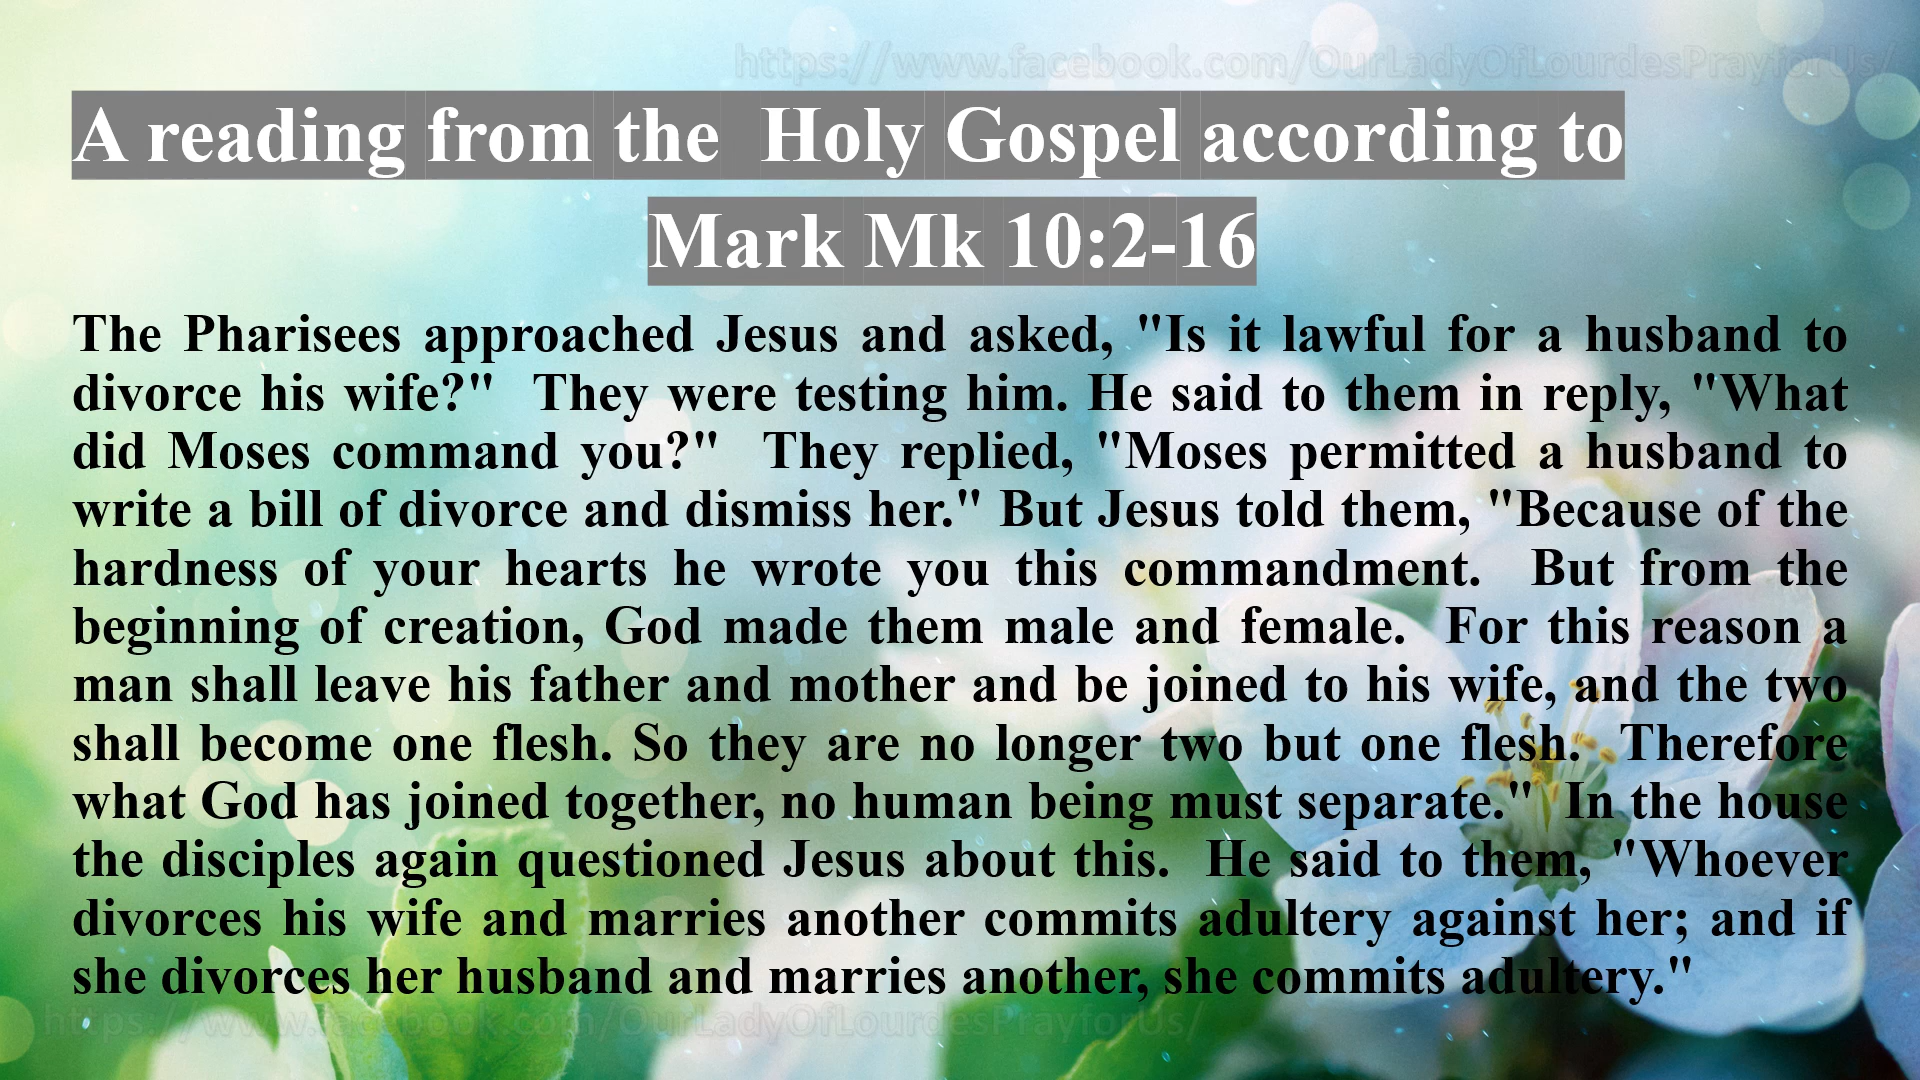 https://www.facebook.com/OurLadyOfLourdesPrayforUs/
A reading from the  Holy Gospel according to
Mark Mk 10:2-16
The Pharisees approached Jesus and asked, "Is it lawful for a husband to
divorce his wife?"  They were testing him. He said to them in reply, "What
did Moses command you?"  They replied, "Moses permitted a husband to
write a bill of divorce and dismiss her." But Jesus told them, "Because of the
hardness of your hearts he wrote you this commandment.  But from the
beginning of creation, God made them male and female.  For this reason a
man shall leave his father and mother and be joined to his wife, and the two
shall become one flesh. So they are no longer two but one flesh.  Therefore
what God has joined together, no human being must separate."  In the house
the disciples again questioned Jesus about this.  He said to them, "Whoever
divorces his wife and marries another commits adultery against her; and if
she divorces her husband and marries another, she commits adultery."
https://www.facebook.com/OurLadyOfLourdesPrayforUs/